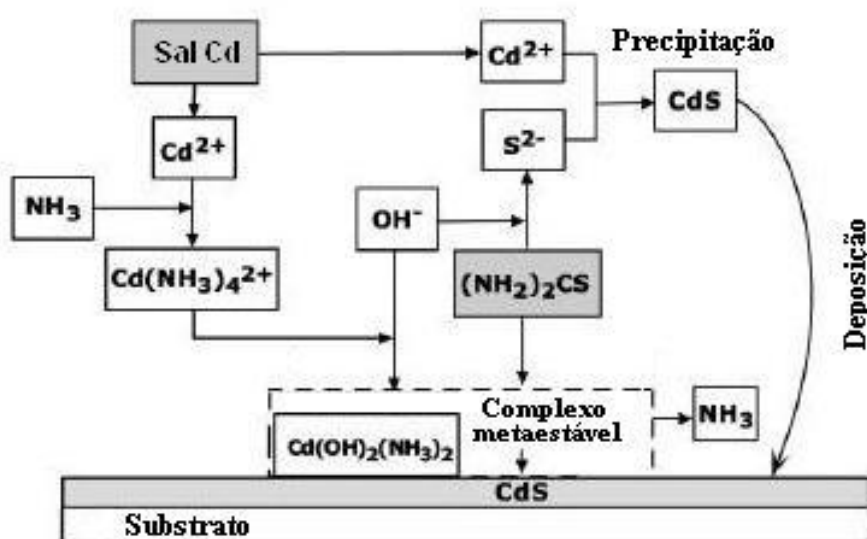 Sal Cd
Cd²⁺
Precipitação
CdS
Cd²⁺
S²⁻
NH₃
OH⁻
Cd(NH₃)₄²⁺
(NH₂)₂CS
Deposição
Complexo
metaestável
NH₃
Cd(OH)₂(NH₃)₂
CdS
Substrato